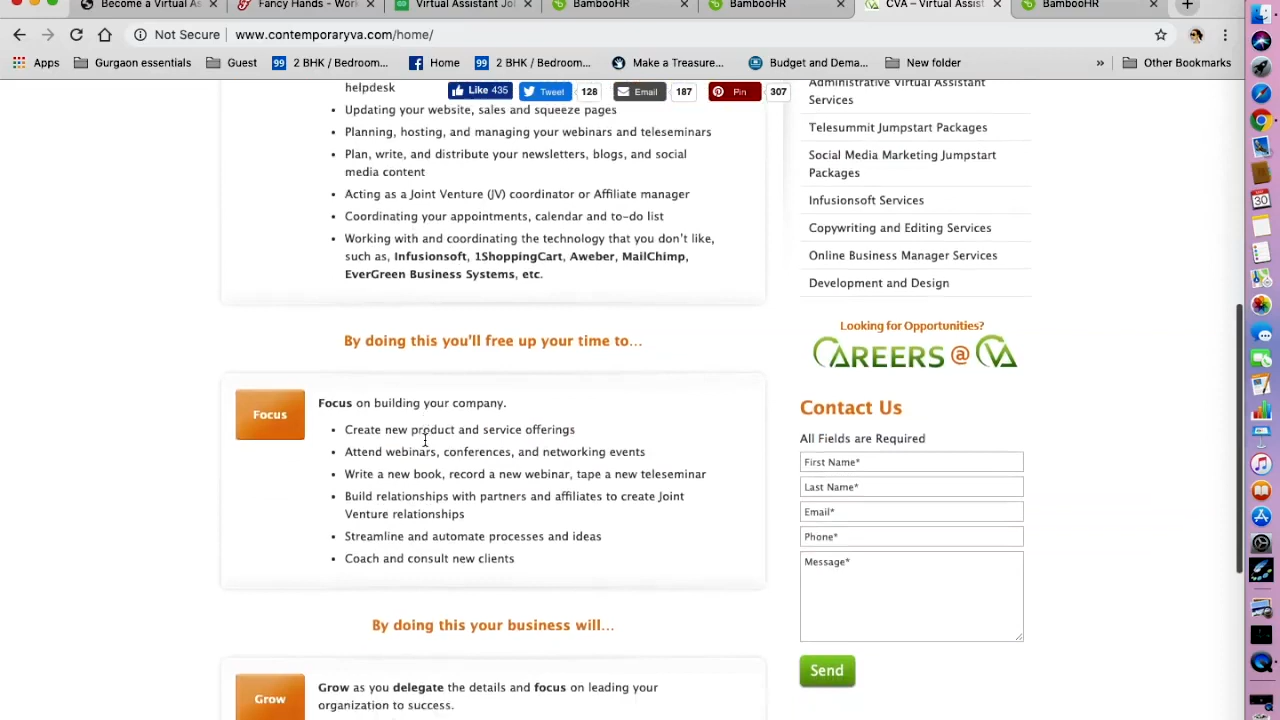 Become a Virtual As
Fancy Hands - Work
Virtual Assistant Jo
BambooHR
BambooHR
CVA – Virtual Assist
BambooHR
Not Secure
www.contemporaryva.com/home/
Apps
Gurgaon essentials
Guest
2 BHK / Bedroom...
Home
2 BHK / Bedroom...
Make a Treasure...
Budget and Dema...
New folder
»
Other Bookmarks
Like 435
Tweet
128
Email
187
Pin
307
helpdesk
• Updating your website, sales and squeeze pages
• Planning, hosting, and managing your webinars and teleseminars
• Plan, write, and distribute your newsletters, blogs, and social
media content
• Acting as a Joint Venture (JV) coordinator or Affiliate manager
• Coordinating your appointments, calendar and to-do list
• Working with and coordinating the technology that you don't like,
such as, Infusionsoft, 1ShoppingCart, Aweber, MailChimp,
EverGreen Business Systems, etc.
By doing this you'll free up your time to...
Focus
Focus on building your company.
• Create new product and service offerings
• Attend webinars, conferences, and networking events
• Write a new book, record a new webinar, tape a new teleseminar
• Build relationships with partners and affiliates to create Joint
Venture relationships
• Streamline and automate processes and ideas
• Coach and consult new clients
By doing this your business will...
Grow
Grow as you delegate the details and focus on leading your
organization to success.
Administrative Virtual Assistant
Services
Telesummit Jumpstart Packages
Social Media Marketing Jumpstart
Packages
Infusionsoft Services
Copywriting and Editing Services
Online Business Manager Services
Development and Design
Looking for Opportunities?
CAREERS @ CVA
Contact Us
All Fields are Required
First Name*
Last Name*
Email*
Phone*
Message*
Send
30